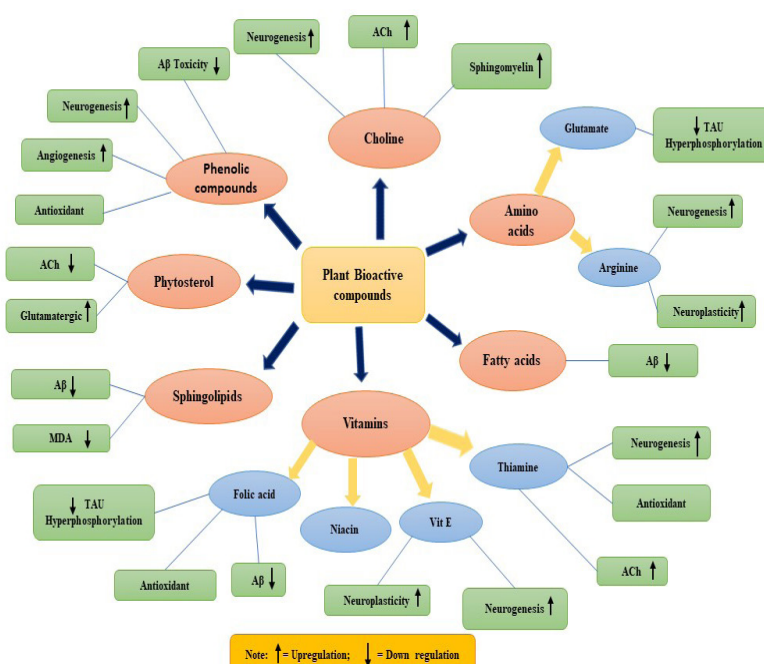 Neurogenesis ↑
ACh ↑
Sphingomyelin ↑
Choline
Aβ Toxicity ↓
Neurogenesis ↑
Angiogenesis ↑
Antioxidant
Phenolic
compounds
Glutamate
↓ TAU
Hyperphosphorylation
Amino
acids
Neurogenesis ↑
Arginine
Neuroplasticity ↑
ACh ↓
Glutamatergic ↑
Phytosterol
Plant Bioactive
compounds
Fatty acids
Aβ ↓
Aβ ↓
MDA ↓
Sphingolipids
Vitamins
Thiamine
Neurogenesis ↑
Antioxidant
ACh ↑
Folic acid
↓ TAU
Hyperphosphorylation
Antioxidant
Aβ ↓
Niacin
Vit E
Neuroplasticity ↑
Neurogenesis ↑
Note: ↑ = Upregulation; ↓ = Down regulation